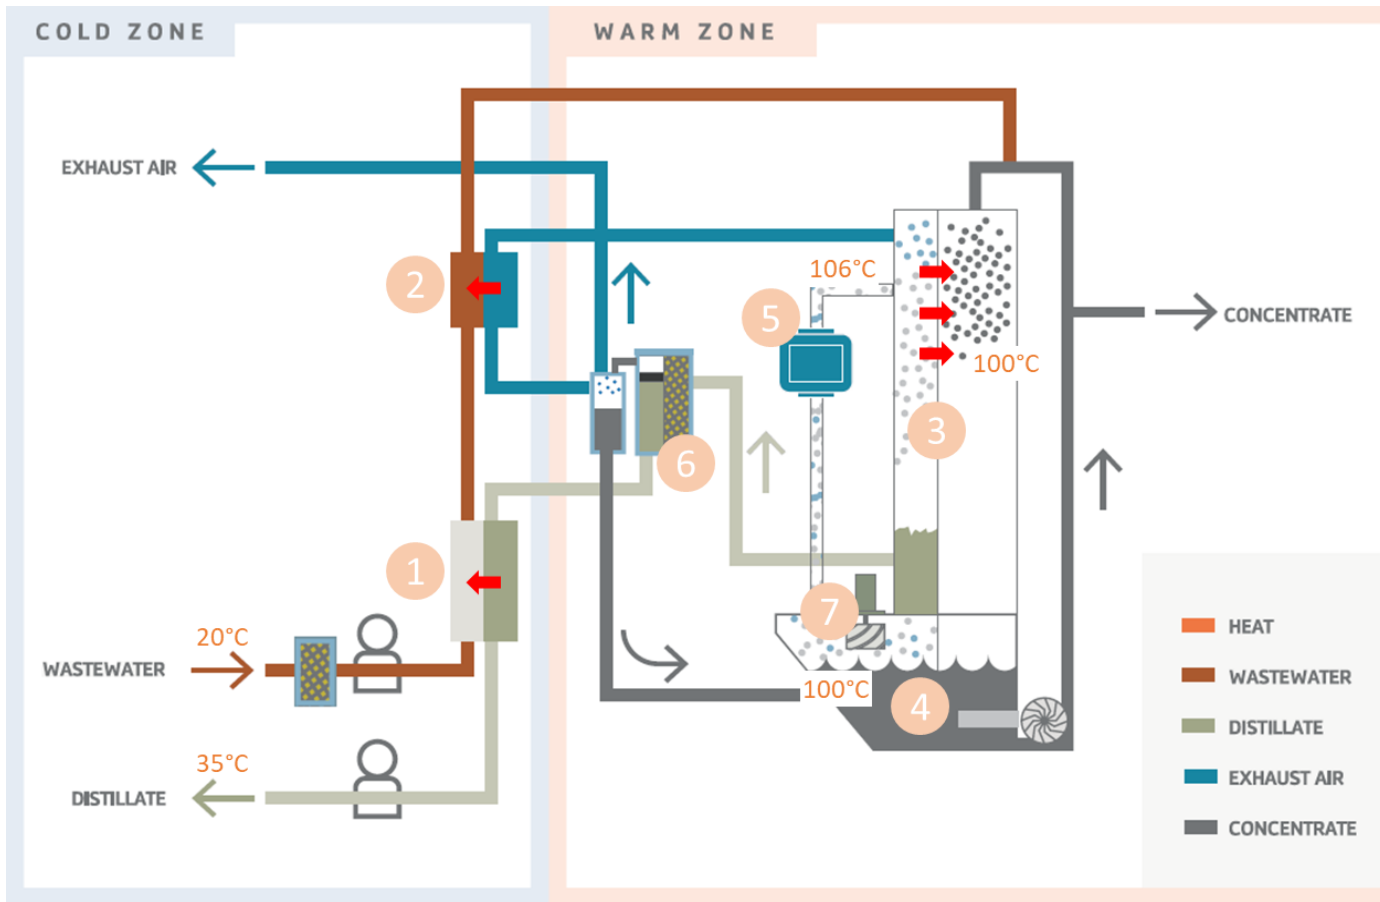 COLD ZONE
WARM ZONE
EXHAUST AIR
2
106°C
5
100°C
CONCENTRATE
3
6
1
7
20°C
WASTEWATER
100°C
4
35°C
DISTILLATE
HEAT
WASTEWATER
DISTILLATE
EXHAUST AIR
CONCENTRATE